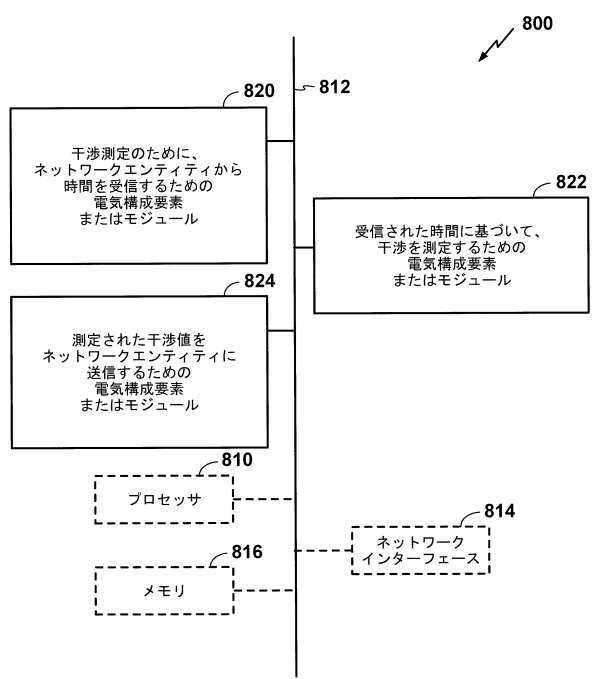 800
812
820
干渉測定のために、
ネットワークエンティティから
時間を受信するための
電気構成要素
またはモジュール
822
受信された時間に基づいて、
干渉を測定するための
電気構成要素
またはモジュール
824
測定された干渉値を
ネットワークエンティティに
送信するための
電気構成要素
またはモジュール
810
プロセッサ
814
ネットワーク
インターフェース
816
メモリ